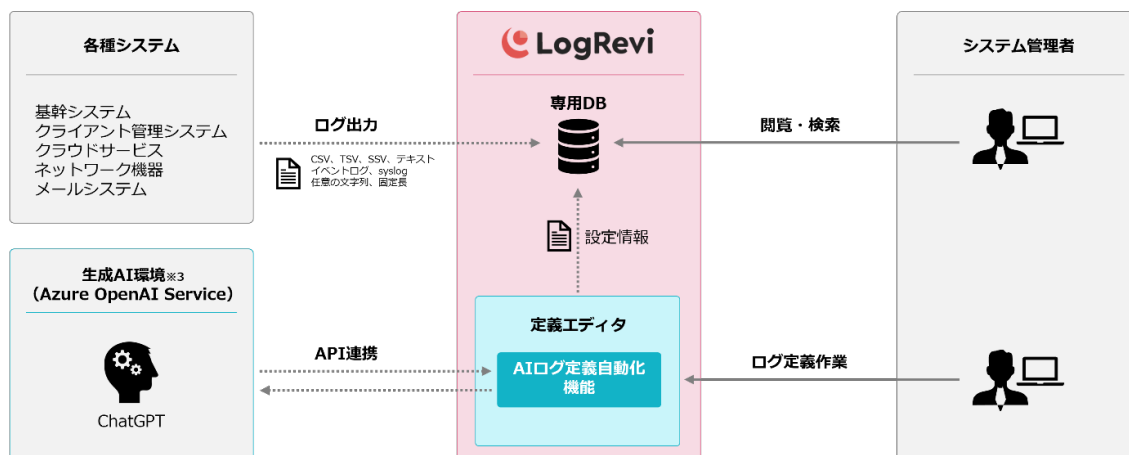 各種システム
基幹システム
クライアント管理システム
クラウドサービス
ネットワーク機器
メールシステム
ログ出力
CSV、TSV、SSV、テキスト
イベントログ、syslog
任意の文字列、固定長
LogRevi
専用DB
閲覧・検索
システム管理者
設定情報
生成AI環境※3
（Azure OpenAI Service）
ChatGPT
API連携
定義エディタ
AIログ定義自動化
機能
ログ定義作業